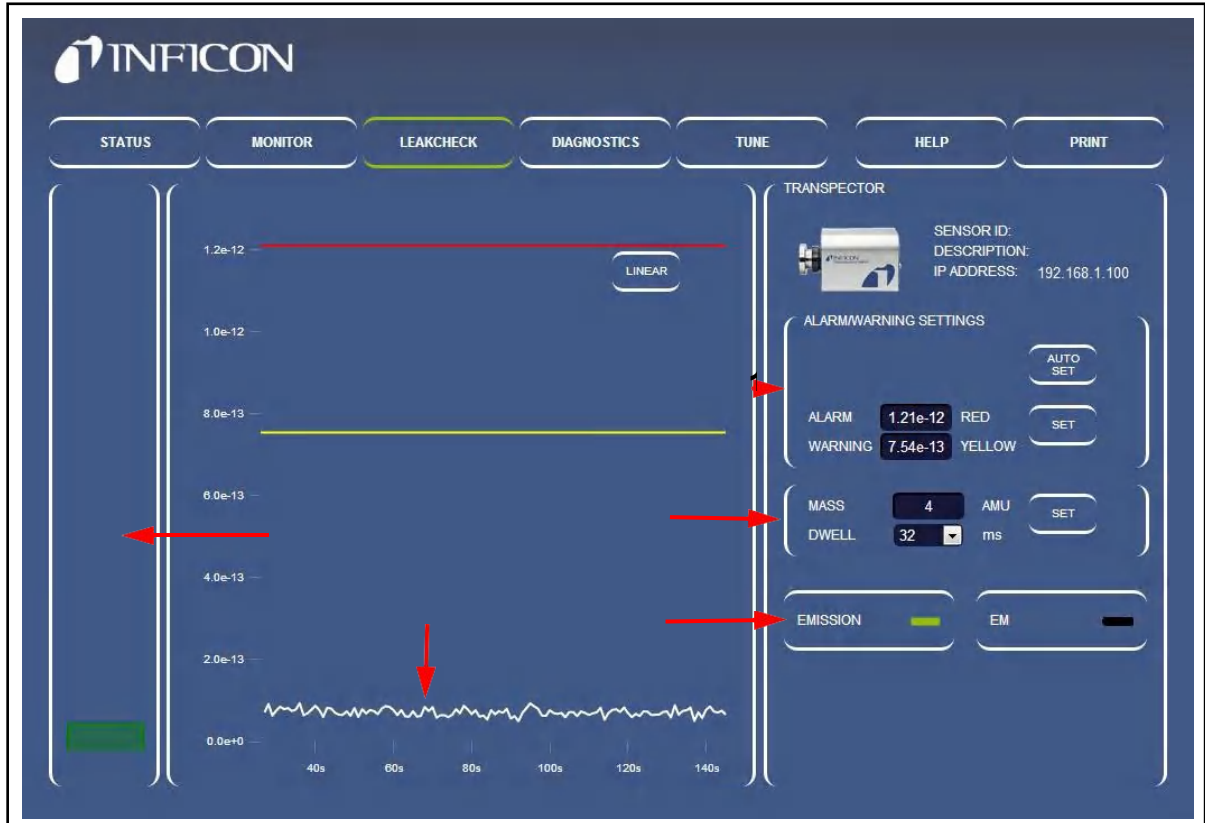 INFICON
STATUS MONITOR LEAKCHECK DIAGNOSTICS TUNE HELP PRINT
TRANSPECTOR
SENSOR ID:
DESCRIPTION:
IP ADDRESS: 192.168.1.100
LINEAR
1.2e-12
1.0e-12
8.0e-13
6.0e-13
4.0e-13
2.0e-13
0.0e+0
40s 60s 80s 100s 120s 140s
ALARM/WARNING SETTINGS
AUTO
SET
ALARM 1.21e-12 RED SET
WARNING 7.54e-13 YELLOW
MASS 4 AMU SET
DWELL 32 ms
EMISSION EM